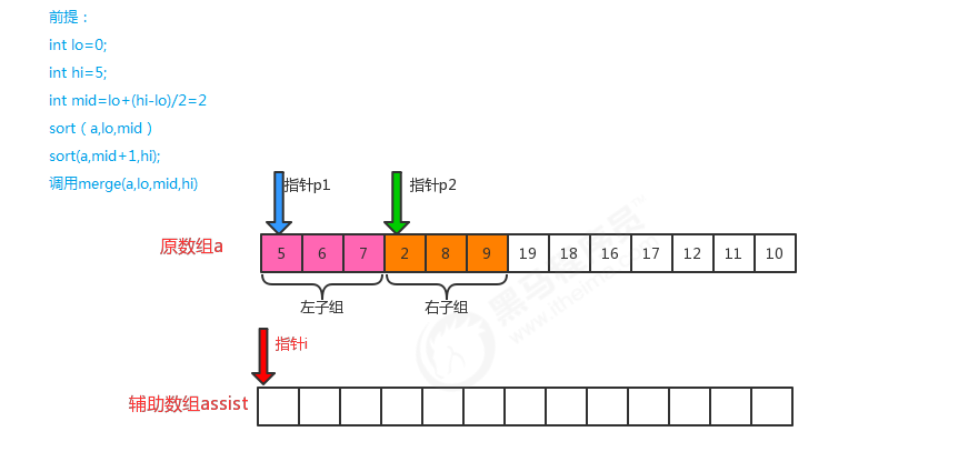 前提：
int lo=0;
int hi=5;
int mid=lo+(hi-lo)/2=2
sort（a,lo,mid）
sort(a,mid+1,hi);
调用merge(a,lo,mid,hi)
指针p1
指针p2
原数组a
5 6 7 2 8 9 19 18 16 17 12 11 10
左子组
右子组
指针i
辅助数组assist
黑马程序员™
www.itheima.com